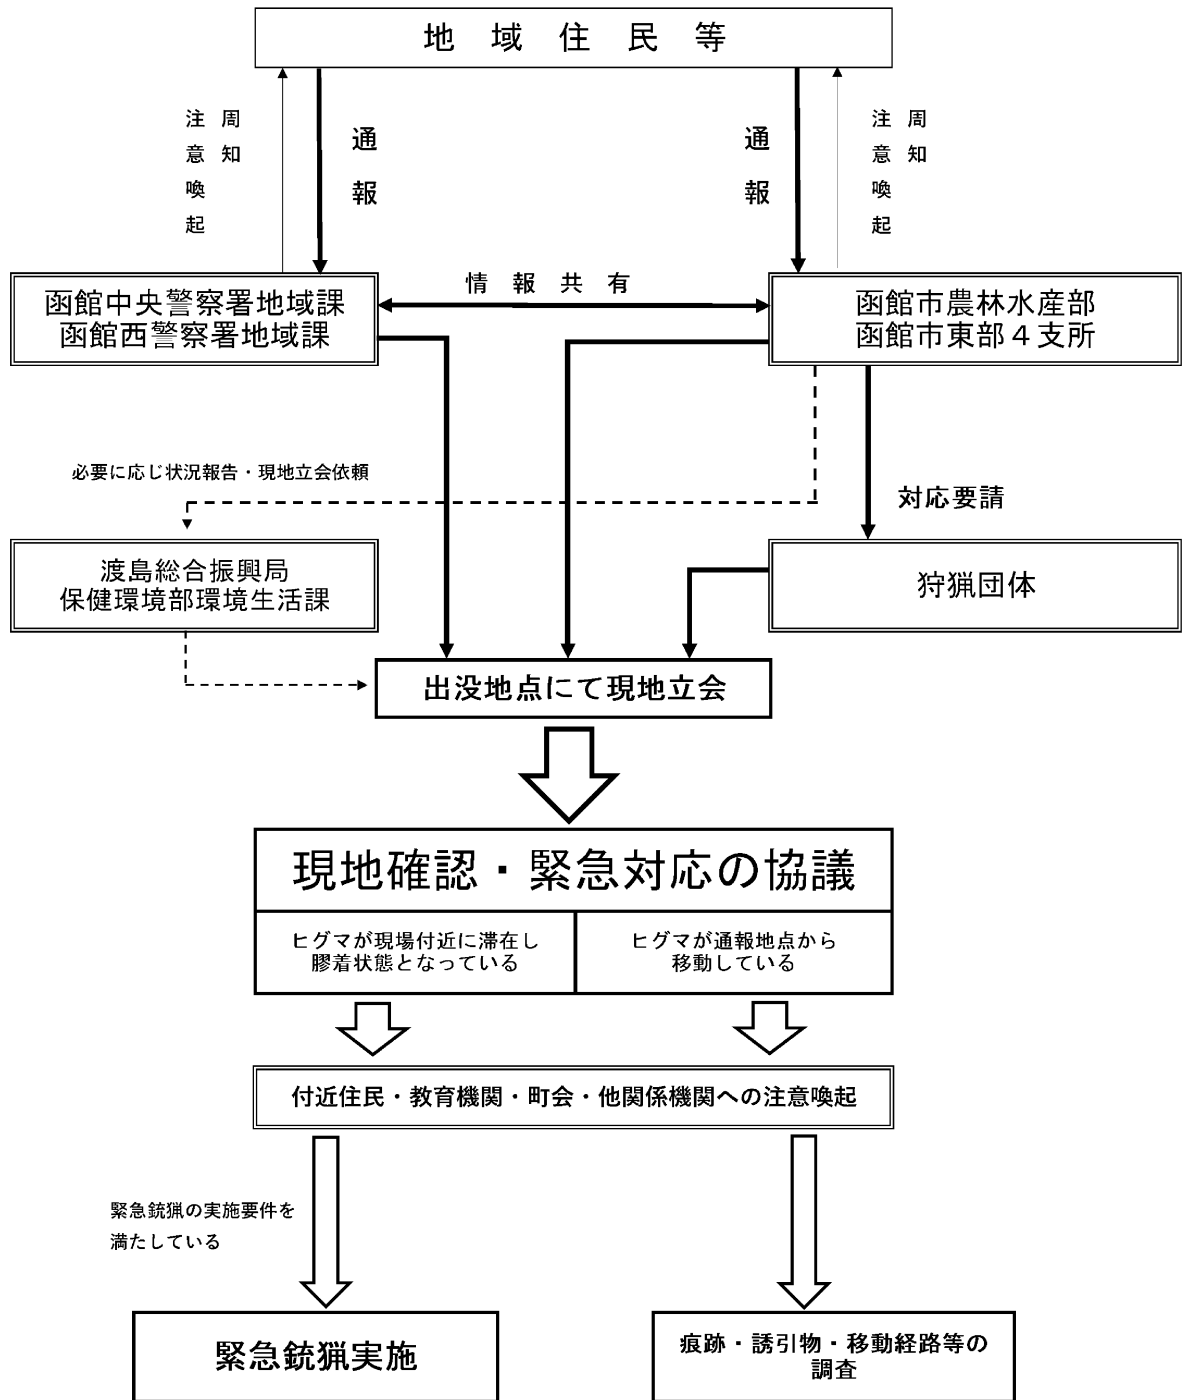 地域住民等
注意喚起
周知
通報
通報
注意喚起
周知
函館中央警察署地域課
函館西警察署地域課
情報共有
函館市農林水産部
函館市東部４支所
必要に応じ状況報告・現地立会依頼
対応要請
渡島総合振興局
保健環境部環境生活課
狩猟団体
出没地点にて現地立会
現地確認・緊急対応の協議
ヒグマが現場付近に滞在し
膠着状態となっている
ヒグマが通報地点から
移動している
付近住民・教育機関・町会・他関係機関への注意喚起
緊急銃猟の実施要件を
満たしている
緊急銃猟実施
痕跡・誘引物・移動経路等の
調査